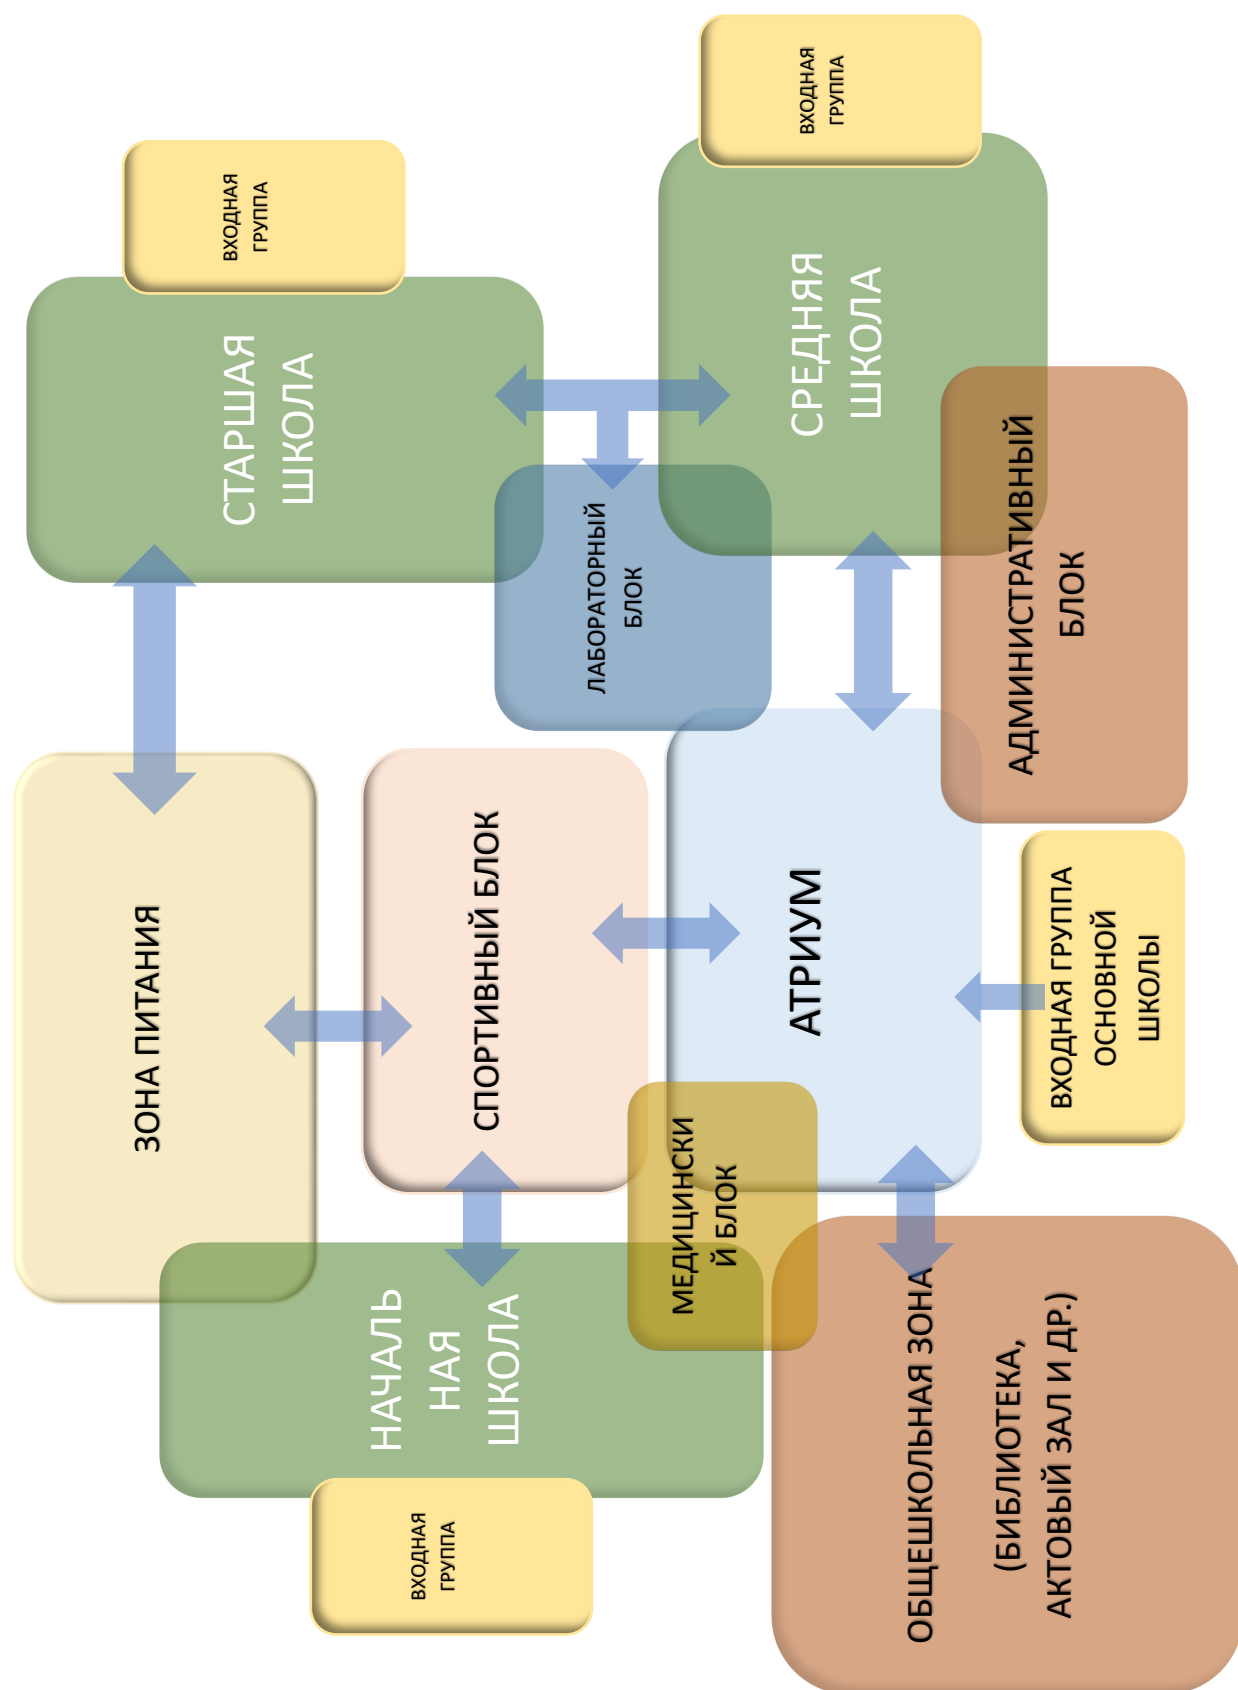 ЗОНА ПИТАНИЯ
СТАРШАЯ
ШКОЛА
ВХОДНАЯ
ГРУППА
ВХОДНАЯ
ГРУППА
НАЧАЛЬ
НАЯ
ШКОЛА
СПОРТИВНЫЙ БЛОК
ЛАБОРАТОРНЫЙ
БЛОК
МЕДИЦИНСКИ
Й БЛОК
АТРИУМ
СРЕДНЯЯ
ШКОЛА
ВХОДНАЯ
ГРУППА
ОБЩЕШКОЛЬНАЯ ЗОНА
(БИБЛИОТЕКА,
АКТОВЫЙ ЗАЛ И ДР.)
ВХОДНАЯ ГРУППА
ОСНОВНОЙ
ШКОЛЫ
АДМИНИСТРАТИВНЫЙ
БЛОК